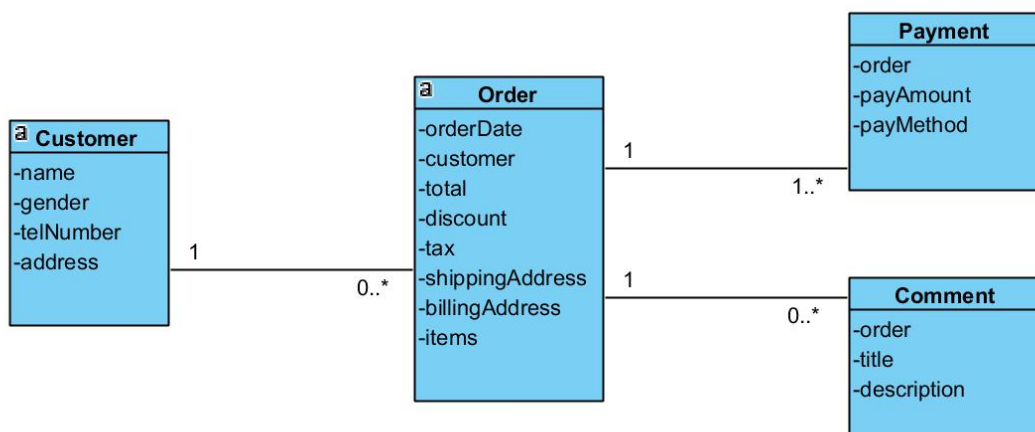 a Customer
-name
-gender
-telNumber
-address
1
0..*
a Order
-orderDate
-customer
-total
-discount
-tax
-shippingAddress
-billingAddress
-items
1
1..*
1
0..*
Payment
-order
-payAmount
-payMethod
Comment
-order
-title
-description